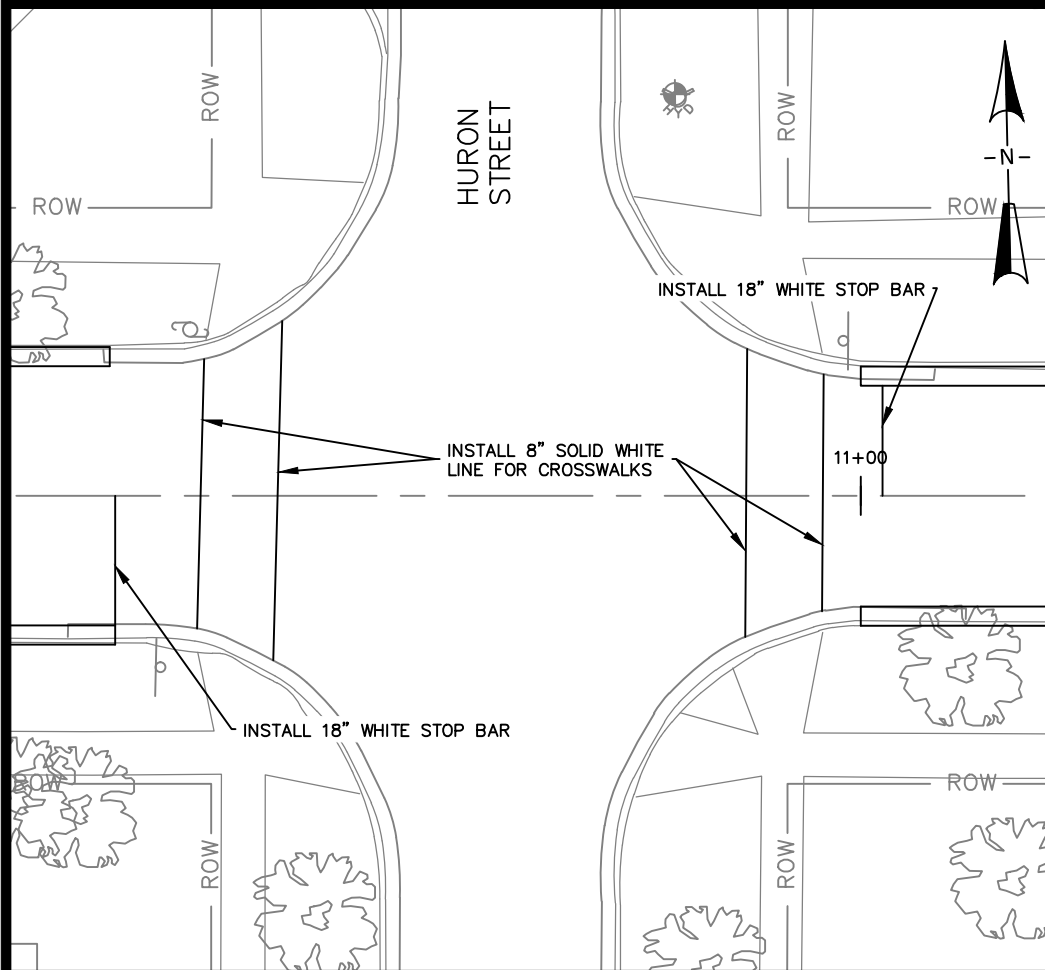 HURON
STREET
ROW
ROW
ROW
ROW
HYD
-N-
INSTALL 18” WHITE STOP BAR
INSTALL 8” SOLID WHITE
LINE FOR CROSSWALKS
11+00
INSTALL 18” WHITE STOP BAR
ROW
ROW
ROW
ROW